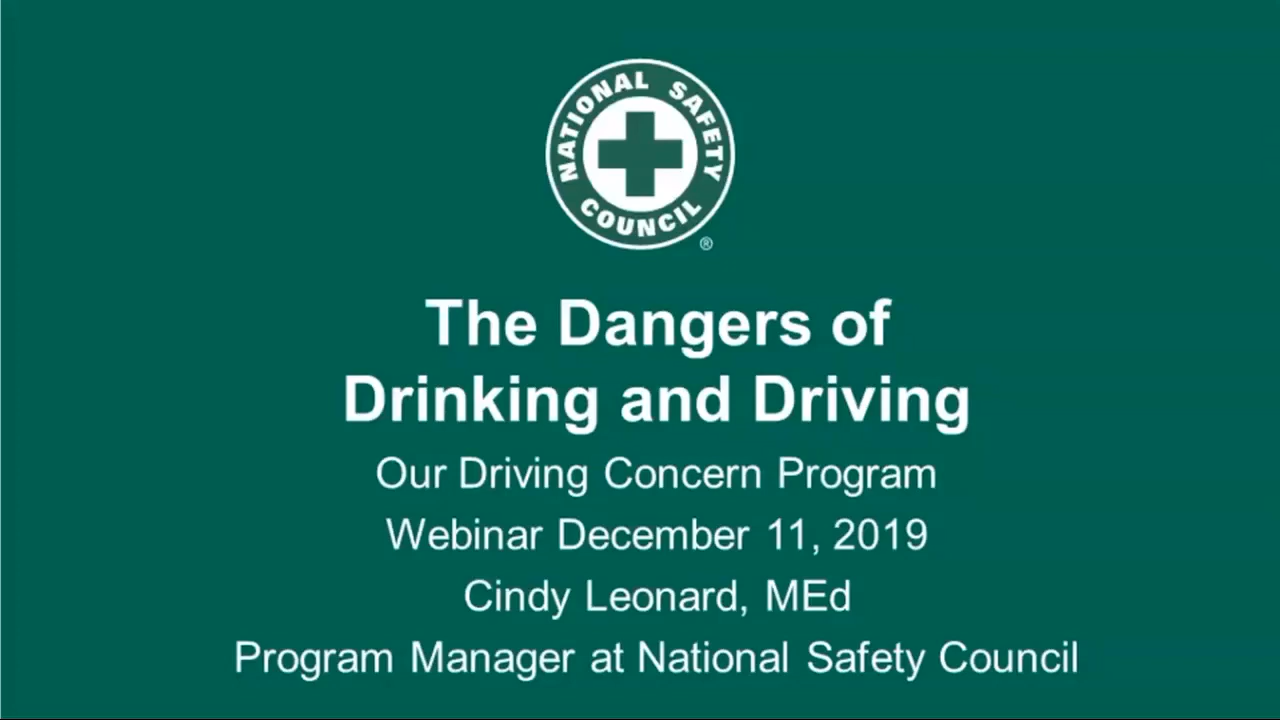 NATIONAL SAFETY
COUNCIL
®
The Dangers of
Drinking and Driving
Our Driving Concern Program
Webinar December 11, 2019
Cindy Leonard, MEd
Program Manager at National Safety Council